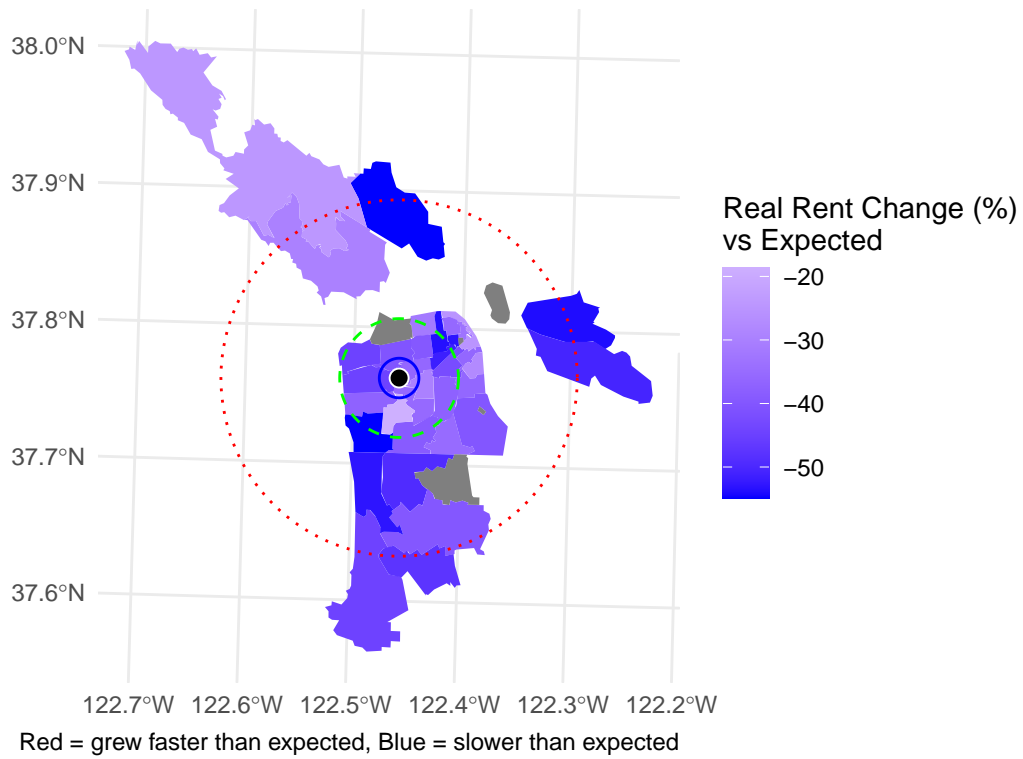 38.0°N
37.9°N
37.8°N
37.7°N
37.6°N
122.7°W 122.6°W 122.5°W 122.4°W 122.3°W 122.2°W
Real Rent Change (%)
vs Expected
−20
−30
−40
−50
Red = grew faster than expected, Blue = slower than expected